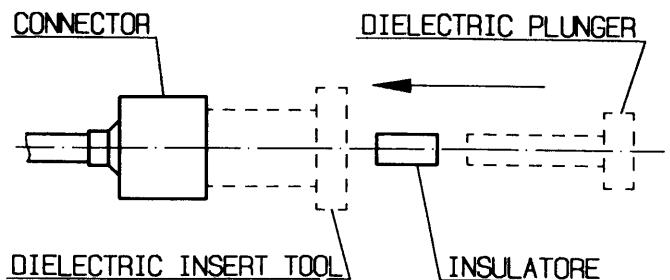 CONNECTOR
DIELECTRIC PLUNGER
DIELECTRIC INSERT TOOL
INSULATORE